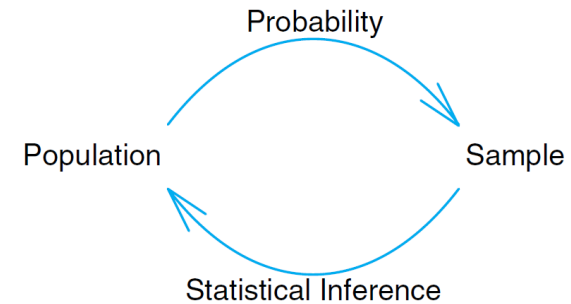 Probability
Population
Sample
Statistical Inference